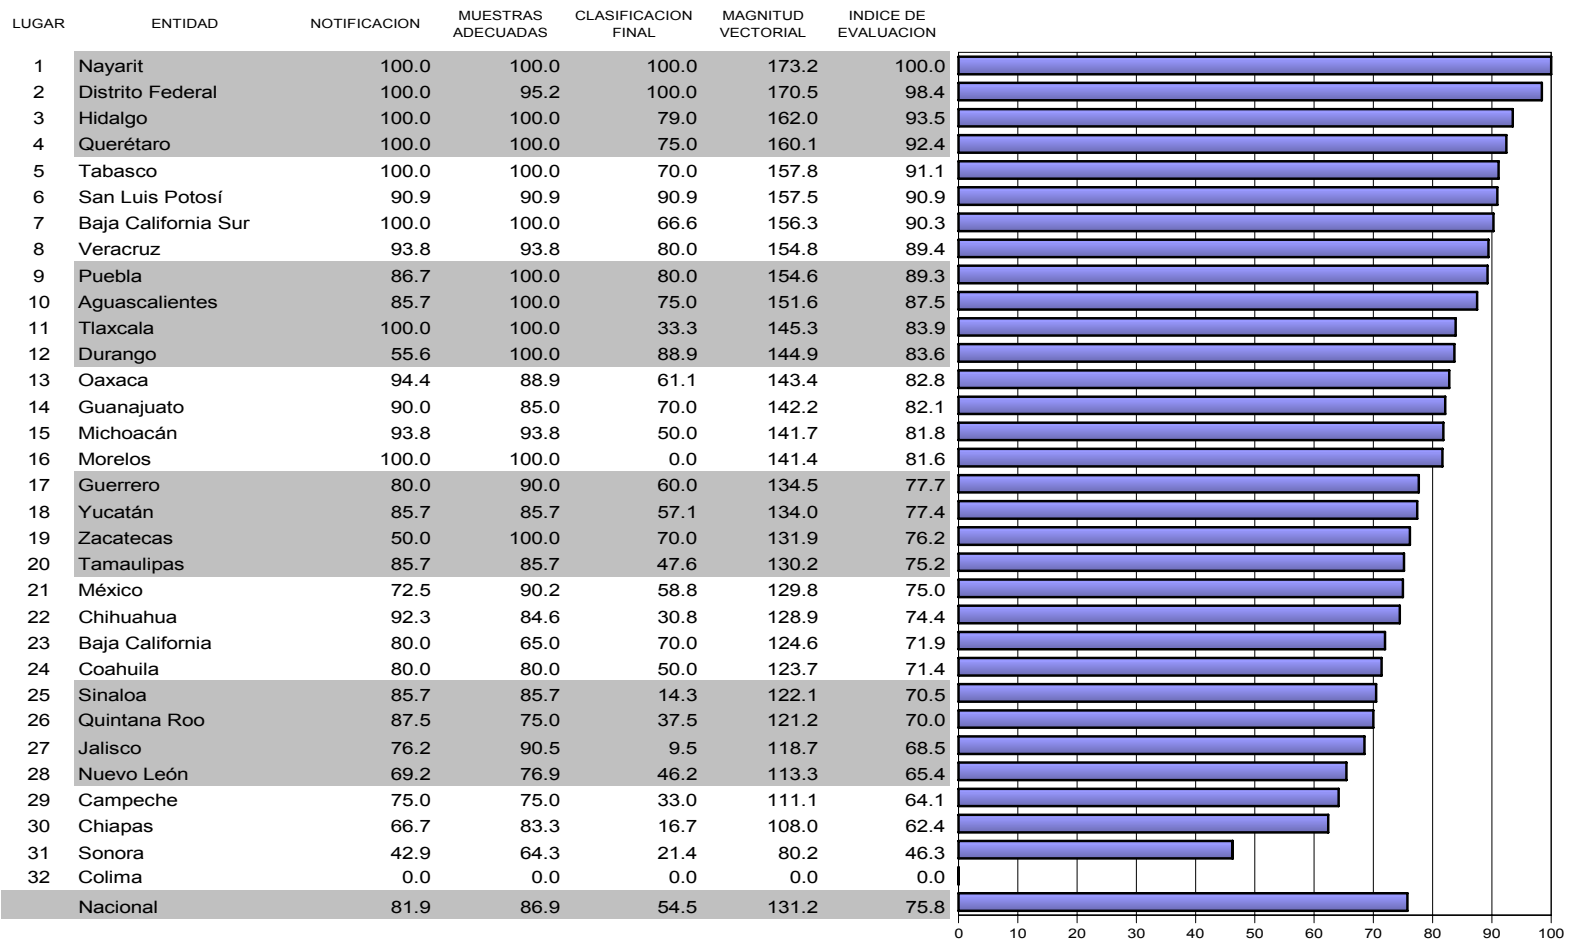 LUGAR ENTIDAD NOTIFICACION MUESTRAS ADECUADAS CLASIFICACION FINAL MAGNITUD VECTORIAL INDICE DE EVALUACION
1 Nayarit 100.0 100.0 100.0 173.2 100.0
2 Distrito Federal 100.0 95.2 100.0 170.5 98.4
3 Hidalgo 100.0 100.0 79.0 162.0 93.5
4 Querétaro 100.0 100.0 75.0 160.1 92.4
5 Tabasco 100.0 100.0 70.0 157.8 91.1
6 San Luis Potosí 90.9 90.9 90.9 157.5 90.9
7 Baja California Sur 100.0 100.0 66.6 156.3 90.3
8 Veracruz 93.8 93.8 80.0 154.8 89.4
9 Puebla 86.7 100.0 80.0 154.6 89.3
10 Aguascalientes 85.7 100.0 75.0 151.6 87.5
11 Tlaxcala 100.0 100.0 33.3 145.3 83.9
12 Durango 55.6 100.0 88.9 144.9 83.6
13 Oaxaca 94.4 88.9 61.1 143.4 82.8
14 Guanajuato 90.0 85.0 70.0 142.2 82.1
15 Michoacán 93.8 93.8 50.0 141.7 81.8
16 Morelos 100.0 100.0 0.0 141.4 81.6
17 Guerrero 80.0 90.0 60.0 134.5 77.7
18 Yucatán 85.7 85.7 57.1 134.0 77.4
19 Zacatecas 50.0 100.0 70.0 131.9 76.2
20 Tamaulipas 85.7 85.7 47.6 130.2 75.2
21 México 72.5 90.2 58.8 129.8 75.0
22 Chihuahua 92.3 84.6 30.8 128.9 74.4
23 Baja California 80.0 65.0 70.0 124.6 71.9
24 Coahuila 80.0 80.0 50.0 123.7 71.4
25 Sinaloa 85.7 85.7 14.3 122.1 70.5
26 Quintana Roo 87.5 75.0 37.5 121.2 70.0
27 Jalisco 76.2 90.5 9.5 118.7 68.5
28 Nuevo León 69.2 76.9 46.2 113.3 65.4
29 Campeche 75.0 75.0 33.0 111.1 64.1
30 Chiapas 66.7 83.3 16.7 108.0 62.4
31 Sonora 42.9 64.3 21.4 80.2 46.3
32 Colima 0.0 0.0 0.0 0.0 0.0
Nacional 81.9 86.9 54.5 131.2 75.8
0 10 20 30 40 50 60 70 80 90 100